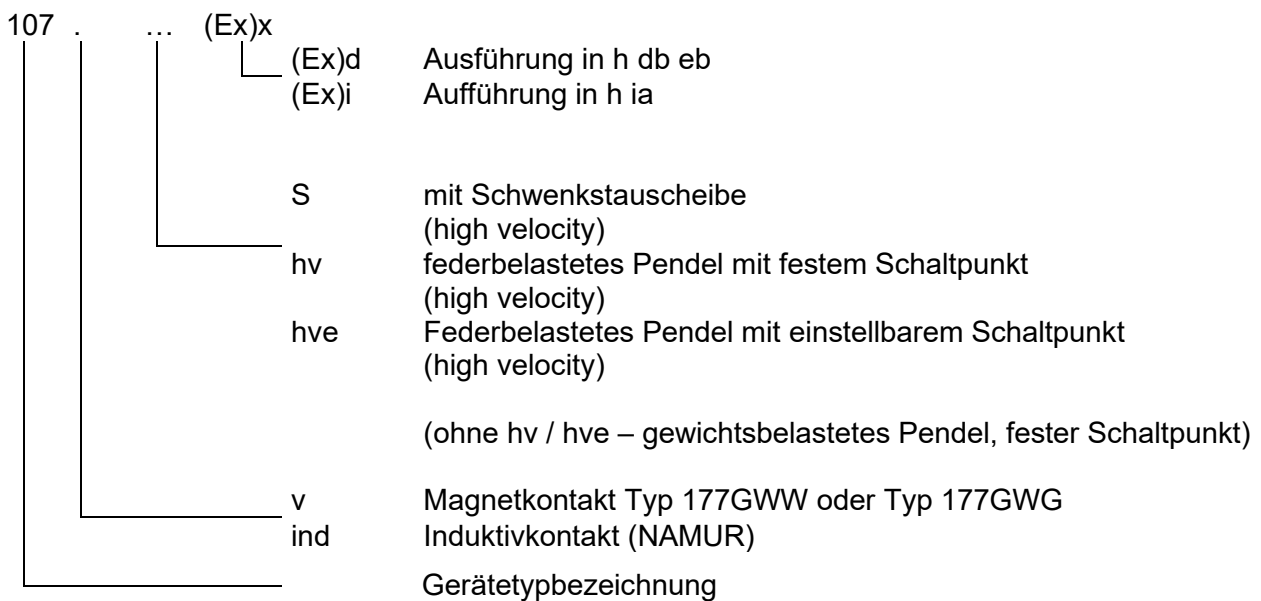 107 . … (Ex)x
(Ex)d Ausführung in h db eb
(Ex)i Aufführung in h ia
S mit Schwenkstauscheibe
(high velocity)
hv federbelastetes Pendel mit festem Schaltpunkt
(high velocity)
hve Federbelastetes Pendel mit einstellbarem Schaltpunkt
(high velocity)
(ohne hv / hve – gewichtsbelastetes Pendel, fester Schaltpunkt)
v Magnetkontakt Typ 177GWW oder Typ 177GWG
ind Induktivkontakt (NAMUR)
Gerätetypbezeichnung